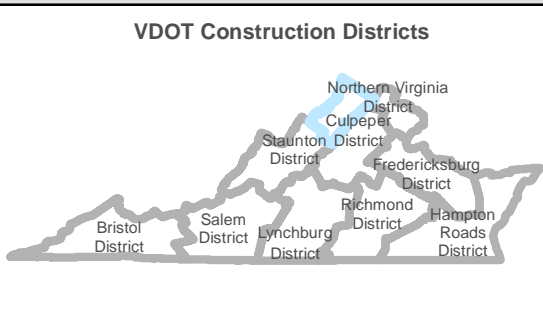 VDOT Construction Districts
Northern Virginia
District
Culpeper
District
Staunton
District
Fredericksburg
District
Richmond
District
Hampton
Roads
District
Salem
District
Lynchburg
District
Bristol
District